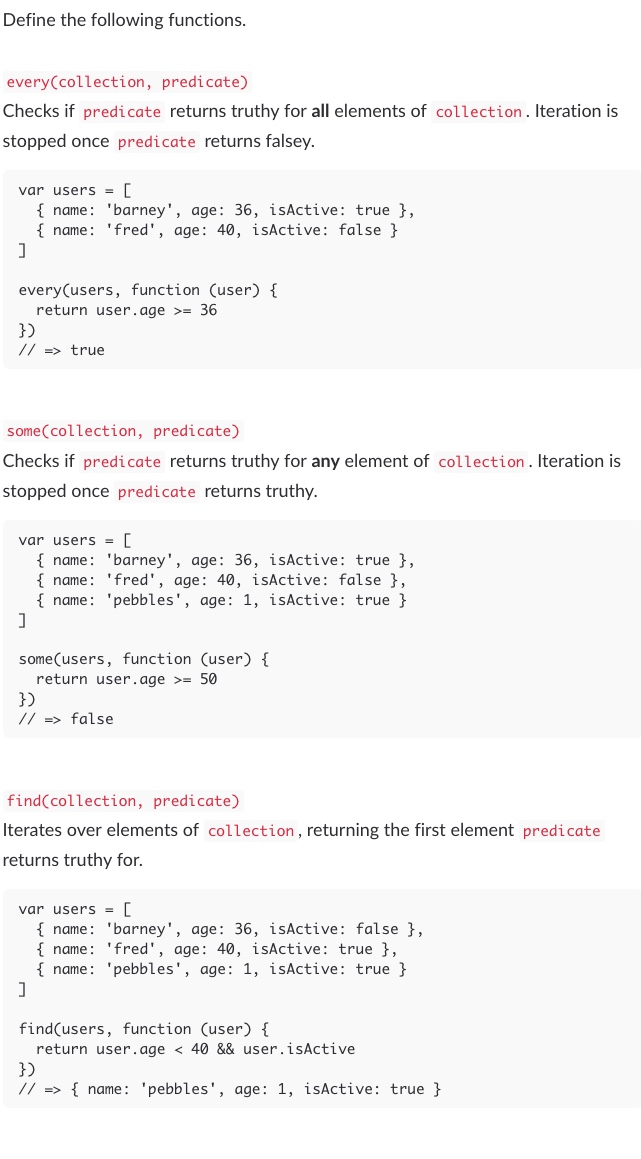 Define the following functions.
every(collection, predicate)
Checks if predicate returns truthy for all elements of collection. Iteration is
stopped once predicate returns falsey.
var users = [
  { name: 'barney', age: 36, isActive: true },
  { name: 'fred', age: 40, isActive: false }
]
every(users, function (user) {
  return user.age >= 36
})
// => true
some(collection, predicate)
Checks if predicate returns truthy for any element of collection. Iteration is
stopped once predicate returns truthy.
var users = [
  { name: 'barney', age: 36, isActive: true },
  { name: 'fred', age: 40, isActive: false },
  { name: 'pebbles', age: 1, isActive: true }
]
some(users, function (user) {
  return user.age >= 50
})
// => false
find(collection, predicate)
Iterates over elements of collection, returning the first element predicate
returns truthy for.
var users = [
  { name: 'barney', age: 36, isActive: false },
  { name: 'fred', age: 40, isActive: true },
  { name: 'pebbles', age: 1, isActive: true }
]
find(users, function (user) {
  return user.age < 40 && user.isActive
})
// => { name: 'pebbles', age: 1, isActive: true }